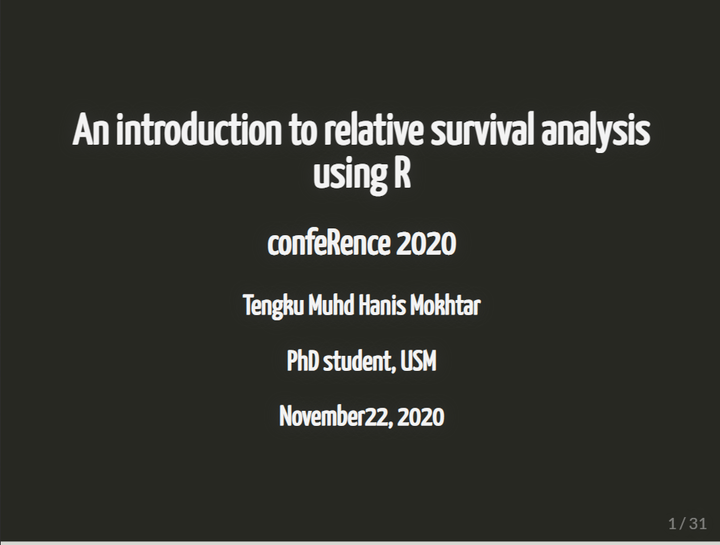 An introduction to relative survival analysis
using R
confeRence 2020
Tengku Muhd Hanis Mokhtar
PhD student, USM
November22, 2020
1 / 31